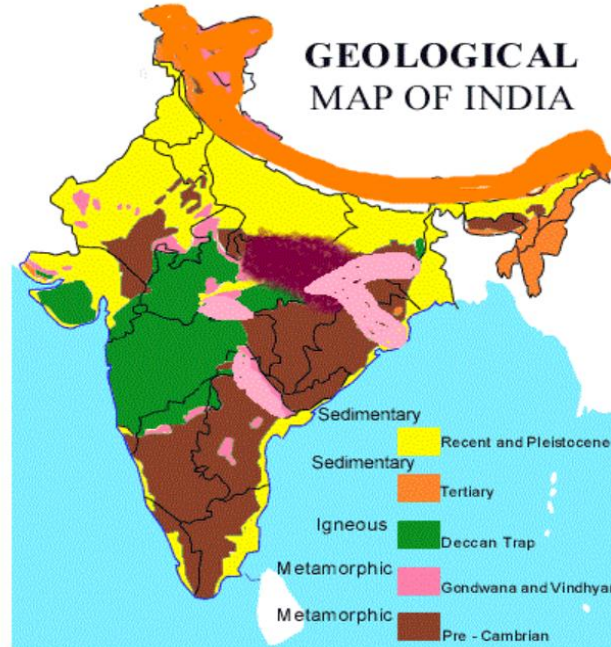 GEOLOGICAL
MAP OF INDIA
Sedimentary
Recent and Pleistocene
Sedimentary
Tertiary
Igneous
Deccan Trap
Metamorphic
Gondwana and Vindhyan
Metamorphic
Pre - Cambrian